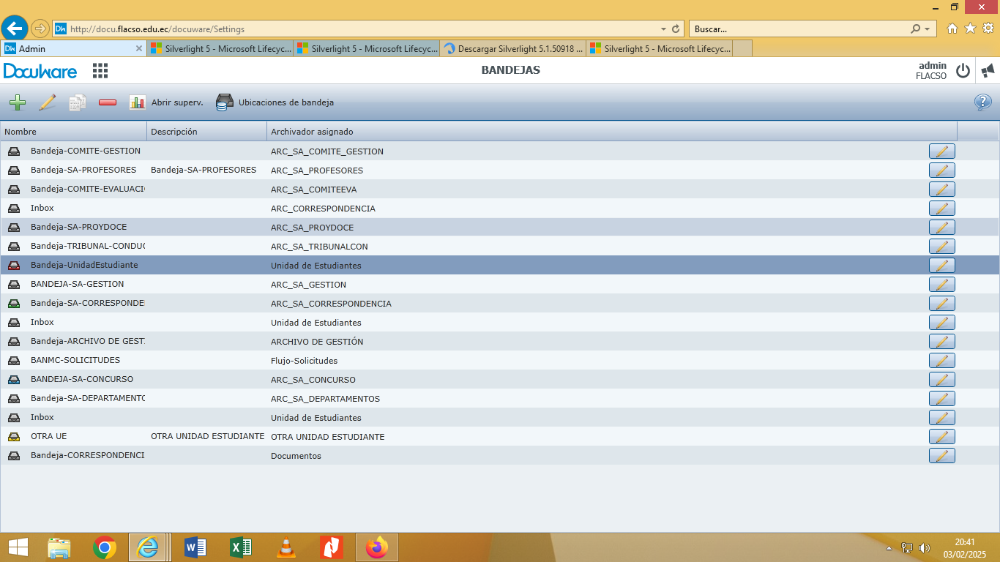 http://docu.flacso.edu.ec/docuware/Settings
Buscar...
Admin
Silverlight 5 - Microsoft Lifecyc...
Silverlight 5 - Microsoft Lifecyc...
Descargar Silverlight 5.1.50918 ...
Silverlight 5 - Microsoft Lifecyc...
DocuWare
BANDEJAS
admin
FLACSO
Abrir superv.
Ubicaciones de bandeja
Nombre Descripción Archivador asignado
Bandeja-COMITE-GESTION ARC_SA_COMITE_GESTION
Bandeja-SA-PROFESORES Bandeja-SA-PROFESORES ARC_SA_PROFESORES
Bandeja-COMITE-EVALUACI ARC_SA_COMITEEVA
Inbox ARC_CORRESPONDENCIA
Bandeja-SA-PROYDOCE ARC_SA_PROYDOCE
Bandeja-TRIBUNAL-CONDUC ARC_SA_TRIBUNALCON
Bandeja-UnidadEstudiante Unidad de Estudiantes
BANDEJA-SA-GESTION ARC_SA_GESTION
Bandeja-SA-CORRESPONDE ARC_SA_CORRESPONDENCIA
Inbox Unidad de Estudiantes
Bandeja-ARCHIVO DE GEST ARCHIVO DE GESTIÓN
BANMC-SOLICITUDES Flujo-Solicitudes
BANDEJA-SA-CONCURSO ARC_SA_CONCURSO
Bandeja-SA-DEPARTAMENTO ARC_SA_DEPARTAMENTOS
Inbox Unidad de Estudiantes
OTRA UE OTRA UNIDAD ESTUDIANTE OTRA UNIDAD ESTUDIANTE
Bandeja-CORRESPONDENCI Documentos
20:41
03/02/2025